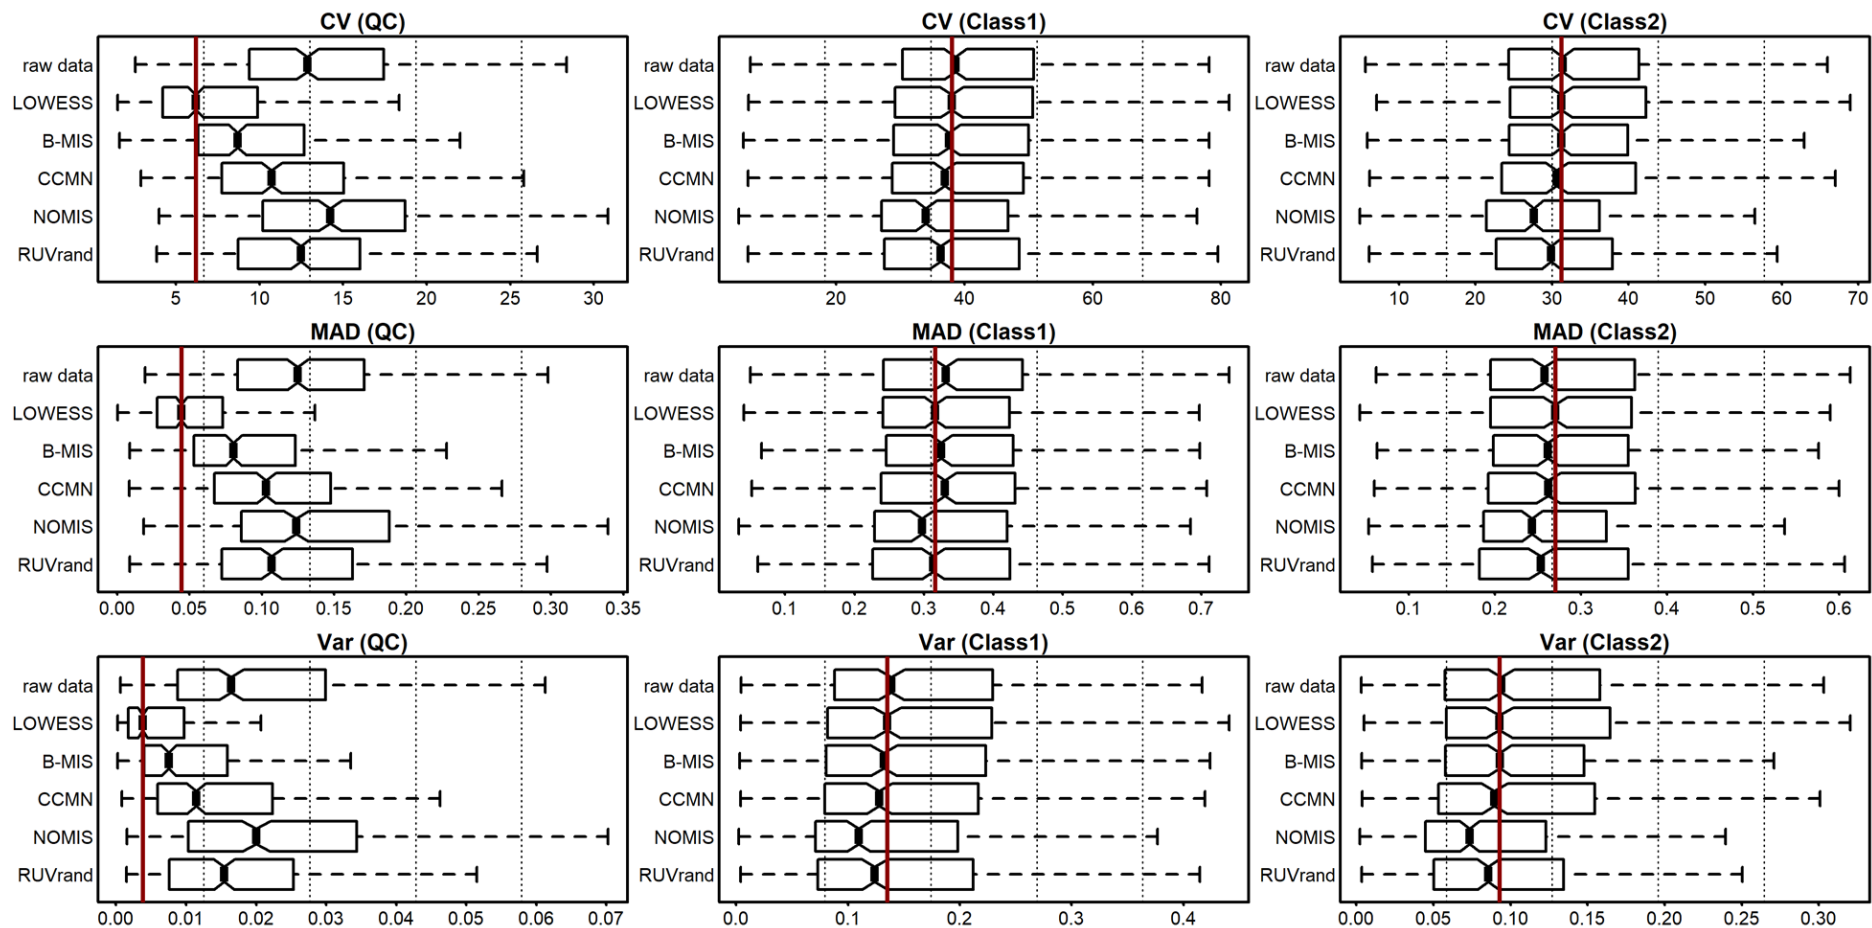 CV (QC)
raw data
LOWESS
B-MIS
CCMN
NOMIS
RUVrand
5 10 15 20 25 30
CV (Class1)
raw data
LOWESS
B-MIS
CCMN
NOMIS
RUVrand
20 40 60 80
CV (Class2)
raw data
LOWESS
B-MIS
CCMN
NOMIS
RUVrand
10 20 30 40 50 60 70
MAD (QC)
raw data
LOWESS
B-MIS
CCMN
NOMIS
RUVrand
0.00 0.05 0.10 0.15 0.20 0.25 0.30 0.35
MAD (Class1)
raw data
LOWESS
B-MIS
CCMN
NOMIS
RUVrand
0.1 0.2 0.3 0.4 0.5 0.6 0.7
MAD (Class2)
raw data
LOWESS
B-MIS
CCMN
NOMIS
RUVrand
0.1 0.2 0.3 0.4 0.5 0.6
Var (QC)
raw data
LOWESS
B-MIS
CCMN
NOMIS
RUVrand
0.00 0.01 0.02 0.03 0.04 0.05 0.06 0.07
Var (Class1)
raw data
LOWESS
B-MIS
CCMN
NOMIS
RUVrand
0.0 0.1 0.2 0.3 0.4
Var (Class2)
raw data
LOWESS
B-MIS
CCMN
NOMIS
RUVrand
0.00 0.05 0.10 0.15 0.20 0.25 0.30